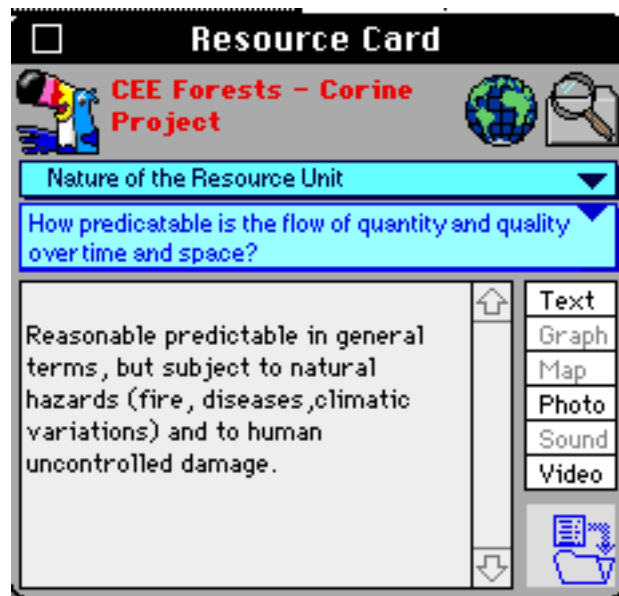 Resource Card
CEE Forests - Corine
Project
Nature of the Resource Unit
How predicatable is the flow of quantity and quality
over time and space?
Reasonable predictable in general
terms, but subject to natural
hazards (fire, diseases,climatic
variations) and to human
uncontrolled damage.
Text
Graph
Map
Photo
Sound
Video